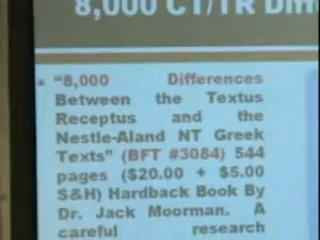 8,000 CT/TR Diff
* "8,000 Differences
Between the Textus
Receptus and the
Nestle-Aland NT Greek
Texts" (BFT #3084) 544
pages ($20.00 + $5.00
S&H) Hardback Book By
Dr. Jack Moorman. A
careful research